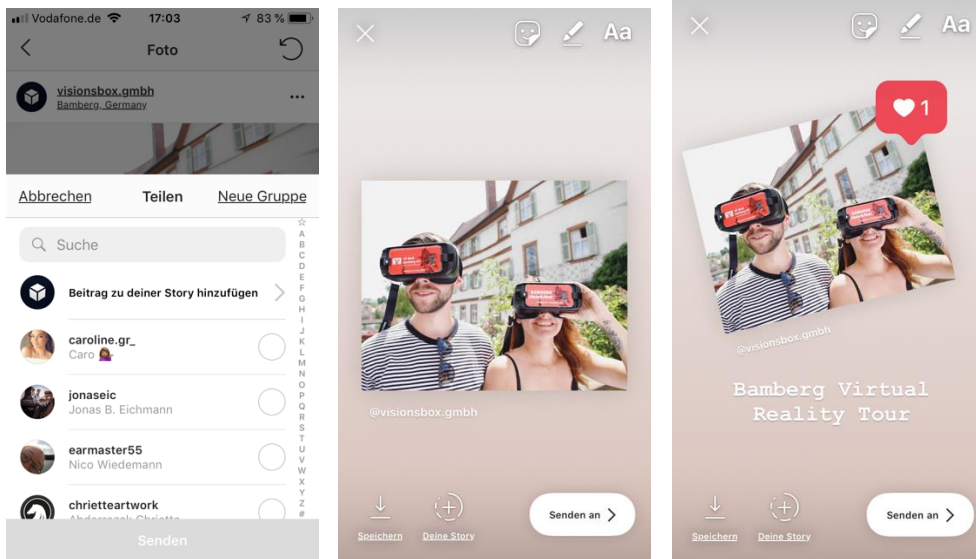 Vodafone.de 17:03 83 %
Foto
visionsbox.gmbh
Bamberg, Germany
Abbrechen Teilen Neue Gruppe
Suche
Beitrag zu deiner Story hinzufügen
caroline.gr_
Caro
jonaseic
Jonas B. Eichmann
earmaster55
Nico Wiedemann
chrietteartwork
Senden
A
B
C
D
E
F
G
H
I
J
K
L
M
N
O
P
Q
R
S
T
U
V
W
X
Y
Z
#
Aa
@visionsbox.gmbh
Speichern
Deine Story
Senden an
Aa
1
@visionsbox.gmbh
Bamberg Virtual
Reality Tour
Speichern
Deine Story
Senden an